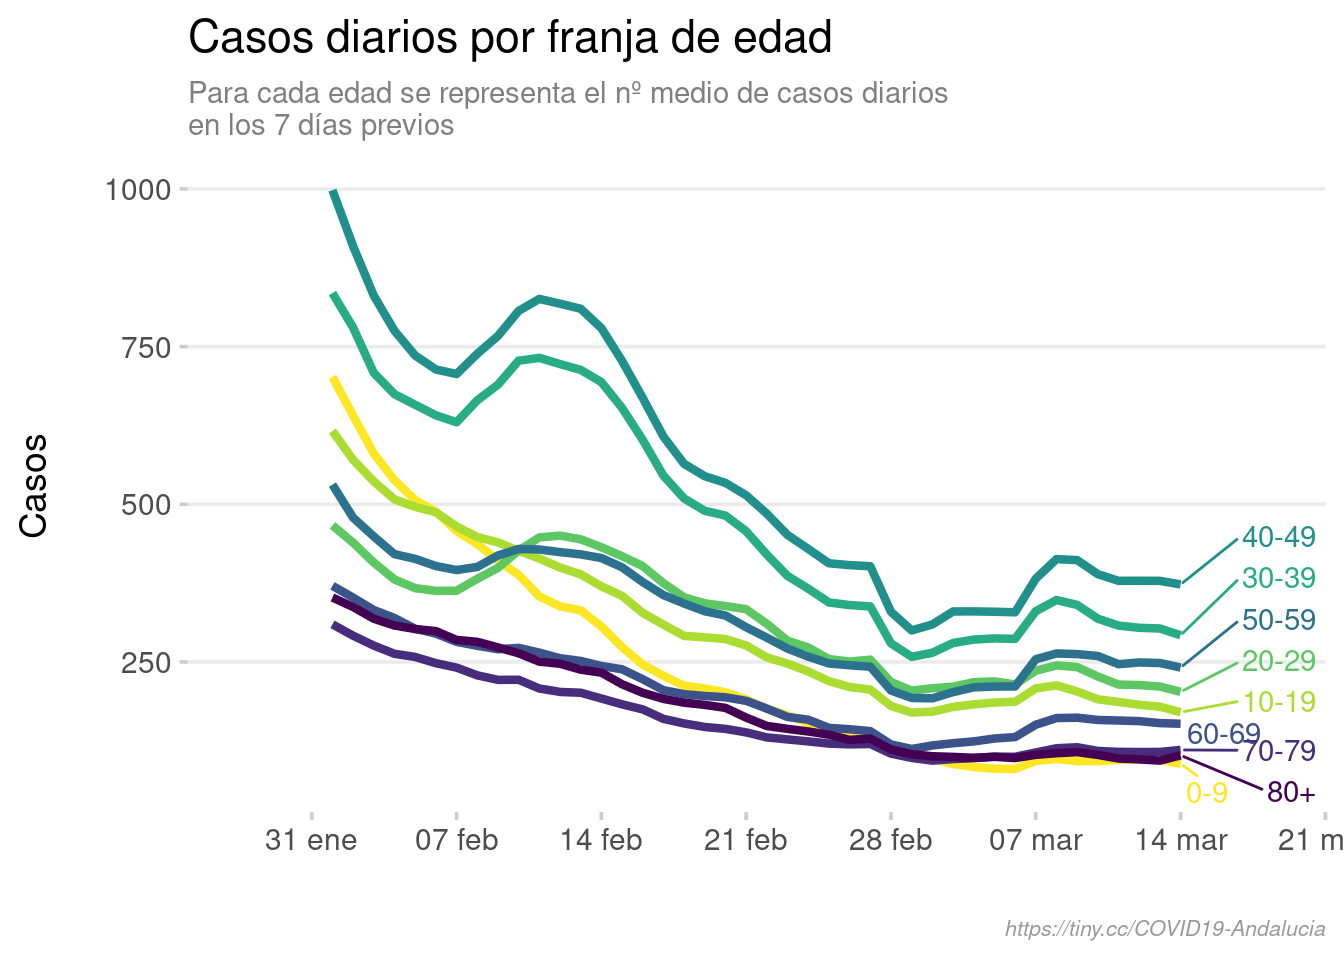 Casos diarios por franja de edad
Para cada edad se representa el nº medio de casos diarios
en los 7 días previos
Casos
1000
750
500
250
40-49
30-39
50-59
20-29
10-19
60-69
70-79
80+
0-9
31 ene 07 feb 14 feb 21 feb 28 feb 07 mar 14 mar 21 m
https://tiny.cc/COVID19-Andalucia